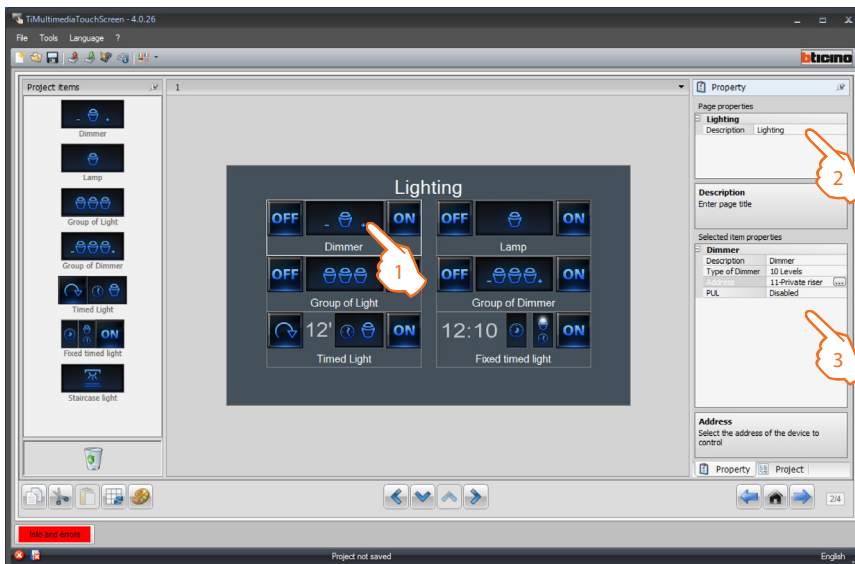 TiMultimediaTouchScreen - 4.0.26
File Tools Language ?
bticino
Project items
1
Property
Dimmer
Lamp
Group of Light
Group of Dimmer
Timed Light
ON
Fixed timed light
Staircase light
Lighting
OFF - + ON
Dimmer
OFF ON
Lamp
OFF
Group of Light
OFF - + ON
Group of Dimmer
12' ON
Timed Light
12:10 ON
Fixed timed light
1
Page properties
Lighting
Description Lighting
2
Description
Enter page title
Selected item properties
Dimmer
Description Dimmer
Type of Dimmer 10 Levels
Address 11-Private riser ...
PUL Disabled
3
Address
Select the address of the device to
control
Property Project
2/4
Info and errors
Project not saved
English